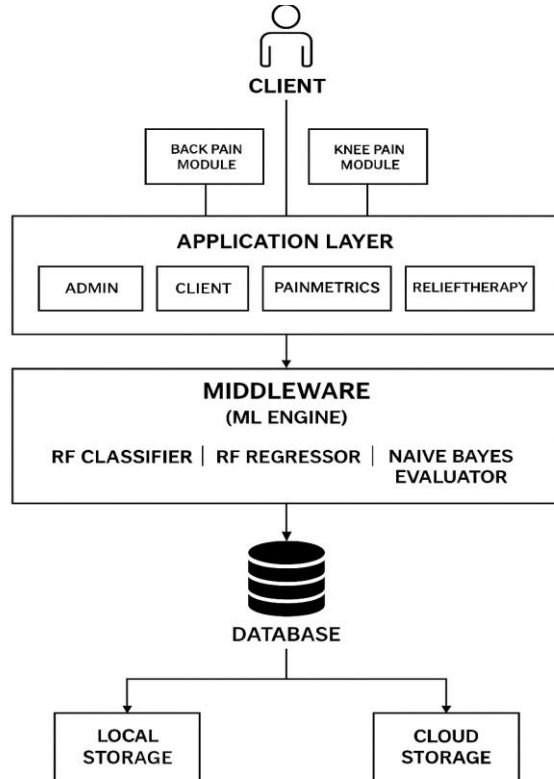 CLIENT
BACK PAIN
MODULE
KNEE PAIN
MODULE
APPLICATION LAYER
ADMIN
CLIENT
PAINMETRICS
RELIEFTHERAPY
MIDDLEWARE
(ML ENGINE)
RF CLASSIFIER | RF REGRESSOR | NAIVE BAYES
EVALUATOR
DATABASE
LOCAL
STORAGE
CLOUD
STORAGE